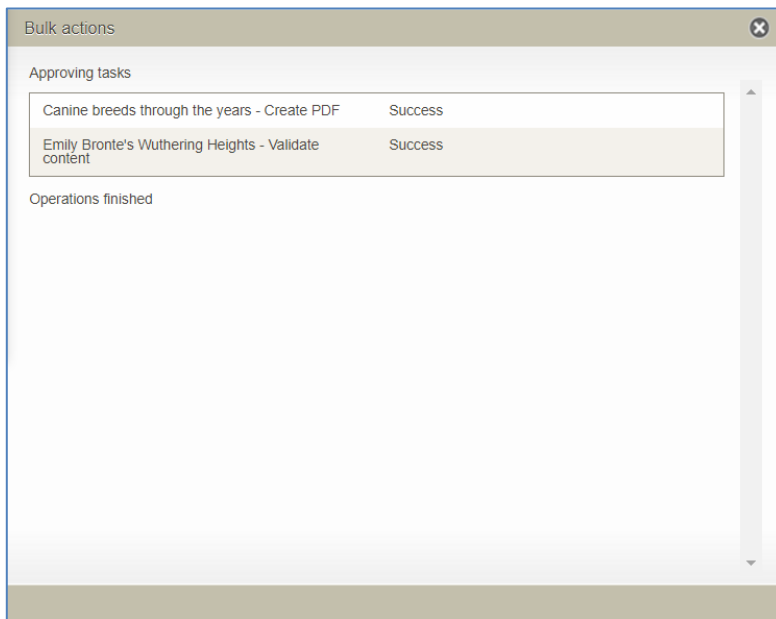 Bulk actions
Approving tasks
Canine breeds through the years - Create PDF Success
Emily Bronte's Wuthering Heights - Validate Success
content
Operations finished